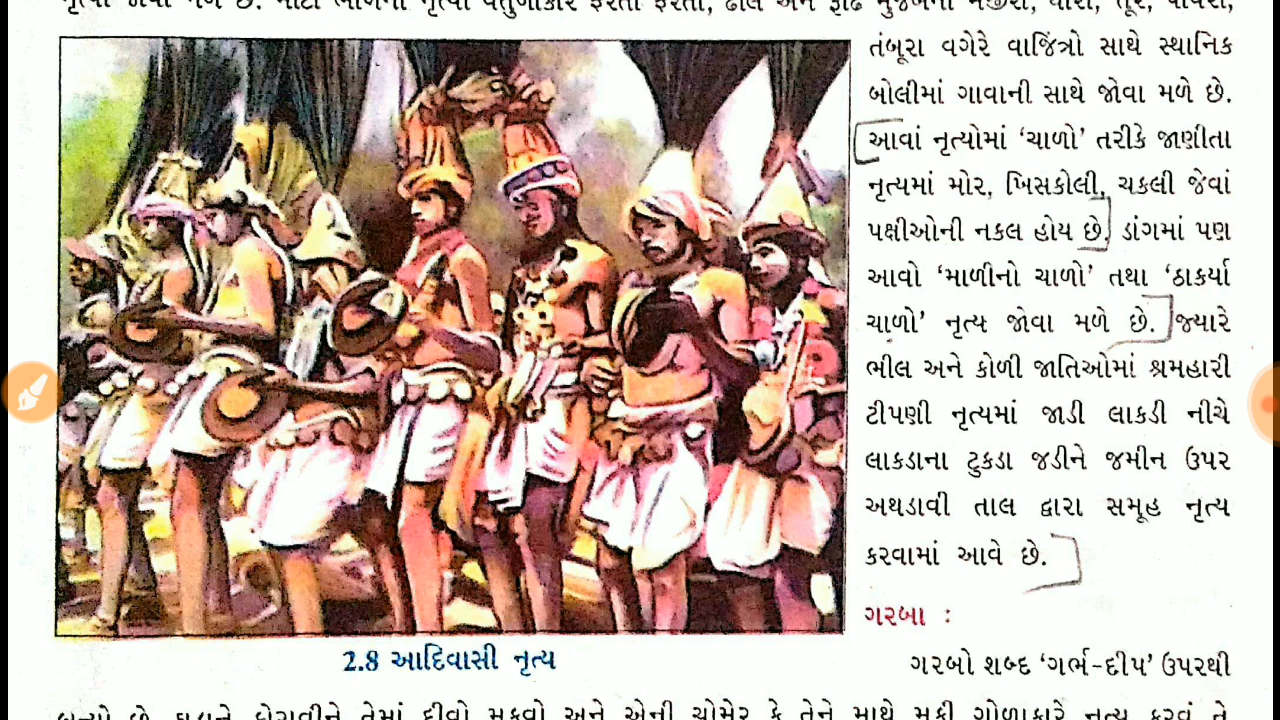 તંબૂરા વગેરે વાજિંત્રો સાથે સ્થાનિક
બોલીમાં ગાવાની સાથે જોવા મળે છે.
આવાં નૃત્યોમાં ‘ચાળો’ તરીકે જાણીતા
નૃત્યમાં મોર, ખિસકોલી, ચકલી જેવાં
પક્ષીઓની નકલ હોય છે. ડાંગમાં પણ
આવો ‘માળીનો ચાળો’ તથા ‘ઠાકર્યા
ચાળો’ નૃત્ય જોવા મળે છે. જ્યારે
ભીલ અને કોળી જાતિઓમાં શ્રમહારી
ટીપણી નૃત્યમાં જાડી લાકડી નીચે
લાકડાના ટુકડા જડીને જમીન ઉપર
અથડાવી તાલ દ્વારા સમૂહ નૃત્ય
કરવામાં આવે છે.
ગરબા :
2.8 આદિવાસી નૃત્ય
ગરબો શબ્દ ‘ગર્ભ-દીપ’ ઉપરથી